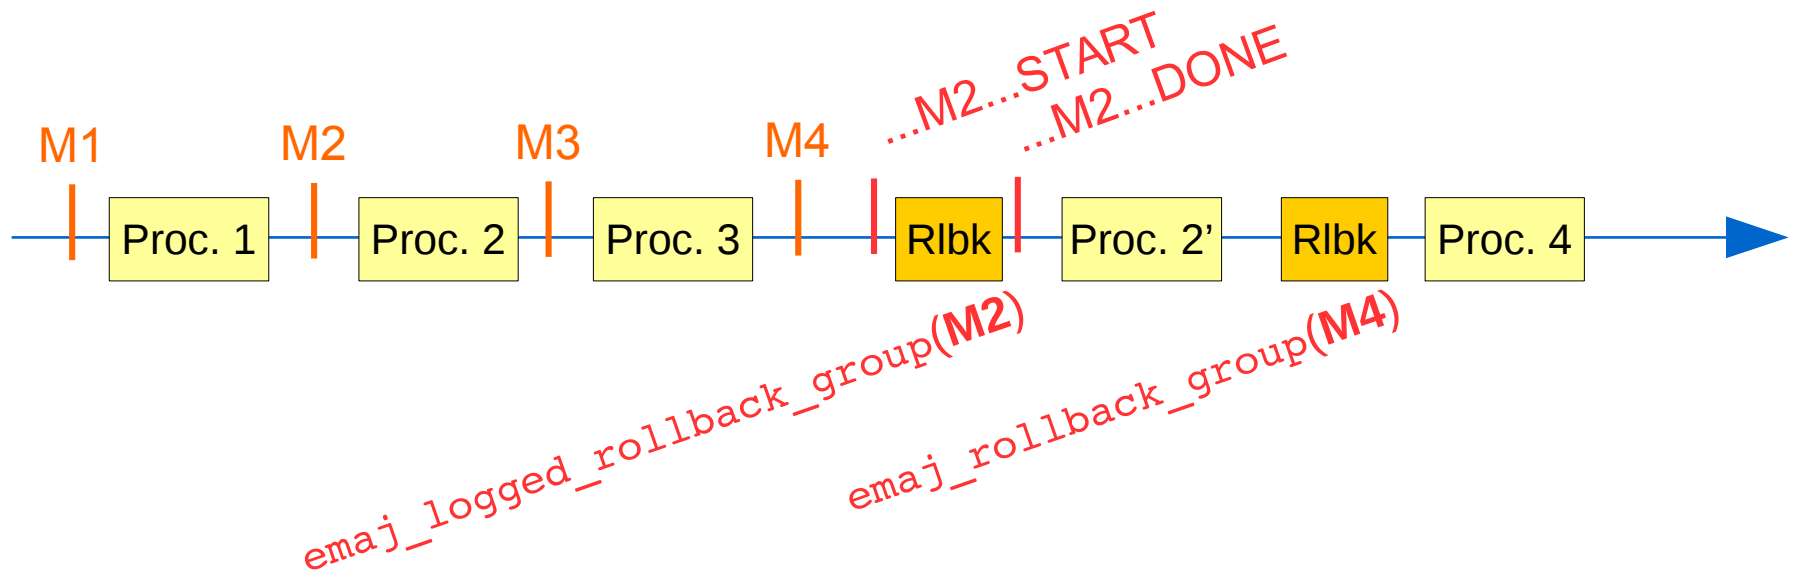 ...M2...START
...M2...DONE
M1
M2
M3
M4
Proc. 1
Proc. 2
Proc. 3
Rlbk
Proc. 2’
Rlbk
Proc. 4
emaj_logged_rollback_group(M2)
emaj_rollback_group(M4)